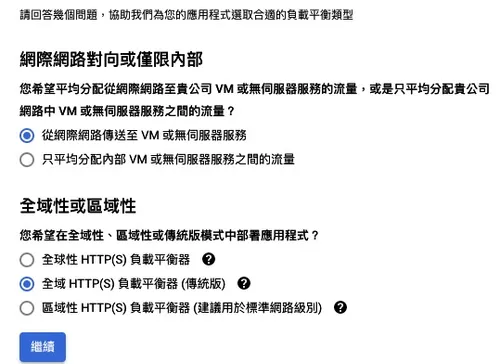 請回答幾個問題，協助我們為您的應用程式選取合適的負載平衡類型
網際網路對向或僅限內部
您希望平均分配從網際網路至貴公司 VM 或無伺服器服務的流量，或是只平均分配貴公司
網路中 VM 或無伺服器服務之間的流量？
從網際網路傳送至 VM 或無伺服器服務
只平均分配內部 VM 或無伺服器服務之間的流量
全域性或區域性
您希望在全域性、區域性或傳統版模式中部署應用程式？
全球性 HTTP(S) 負載平衡器
全域 HTTP(S) 負載平衡器 (傳統版)
區域性 HTTP(S) 負載平衡器 (建議用於標準網路級別)
繼續